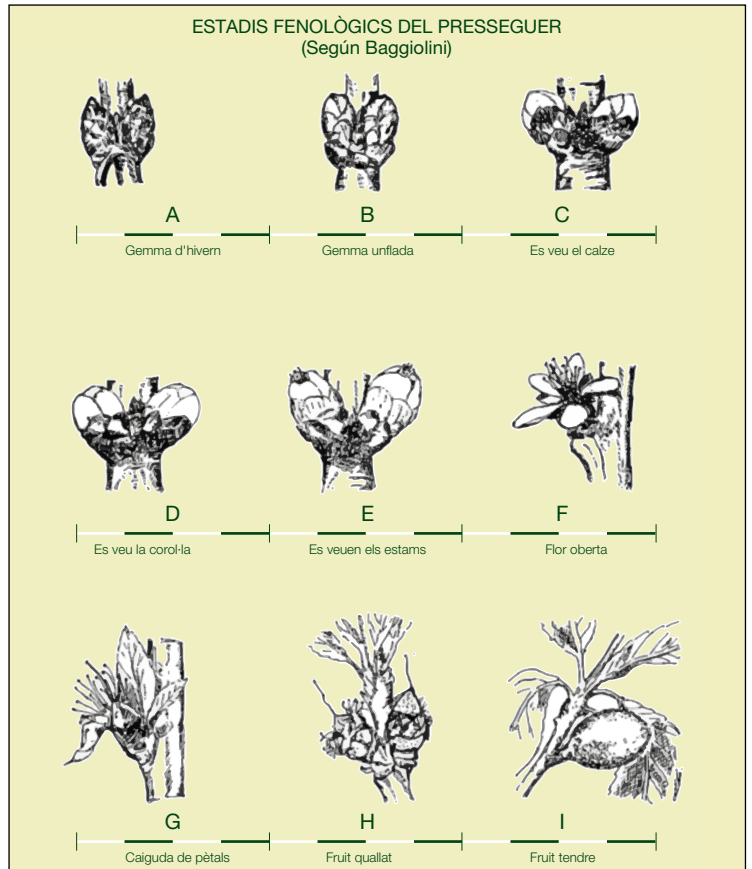 ESTADIS FENOLÒGICS DEL PRESSEGUER
(Según Baggiolini)
A B C
Gemma d'hivern Gemma unflada Es veu el calze
D E F
Es veu la corol·la Es veuen els estams Flor oberta
G H I
Caiguda de pètals Fruit quallat Fruit tendre